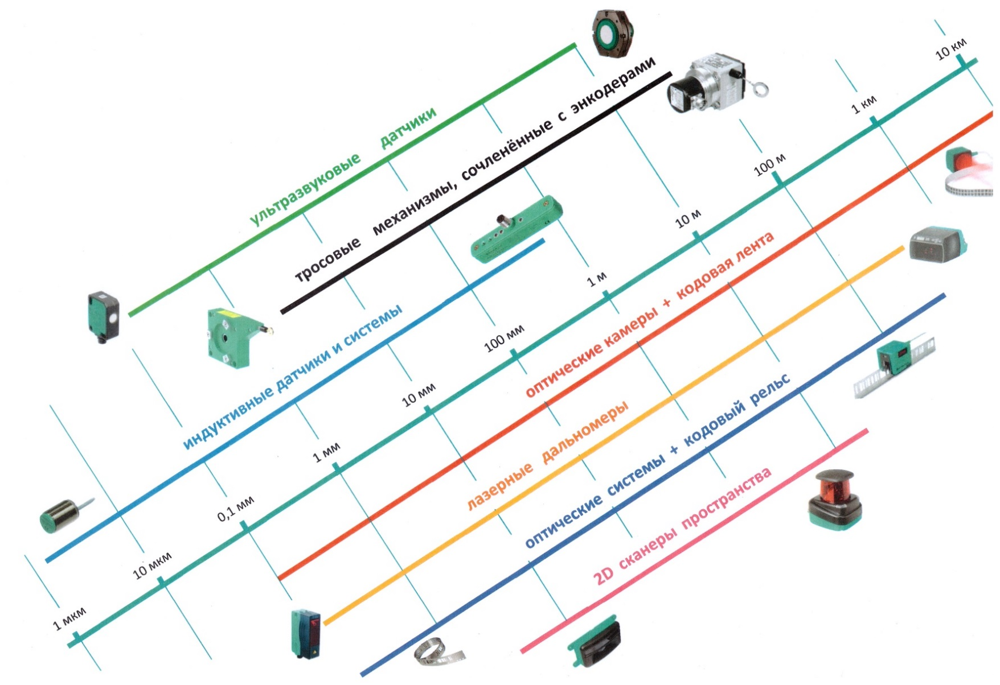 ультразвуковые датчики
тросовые механизмы, сочленённые с энкодерами
индуктивные датчики и системы
1 мкм
10 мкм
0,1 мм
1 мм
10 мм
100 мм
1 м
10 м
100 м
1 км
10 км
оптические камеры + кодовая лента
лазерные дальномеры
оптические системы + кодовый рельс
2D сканеры пространства